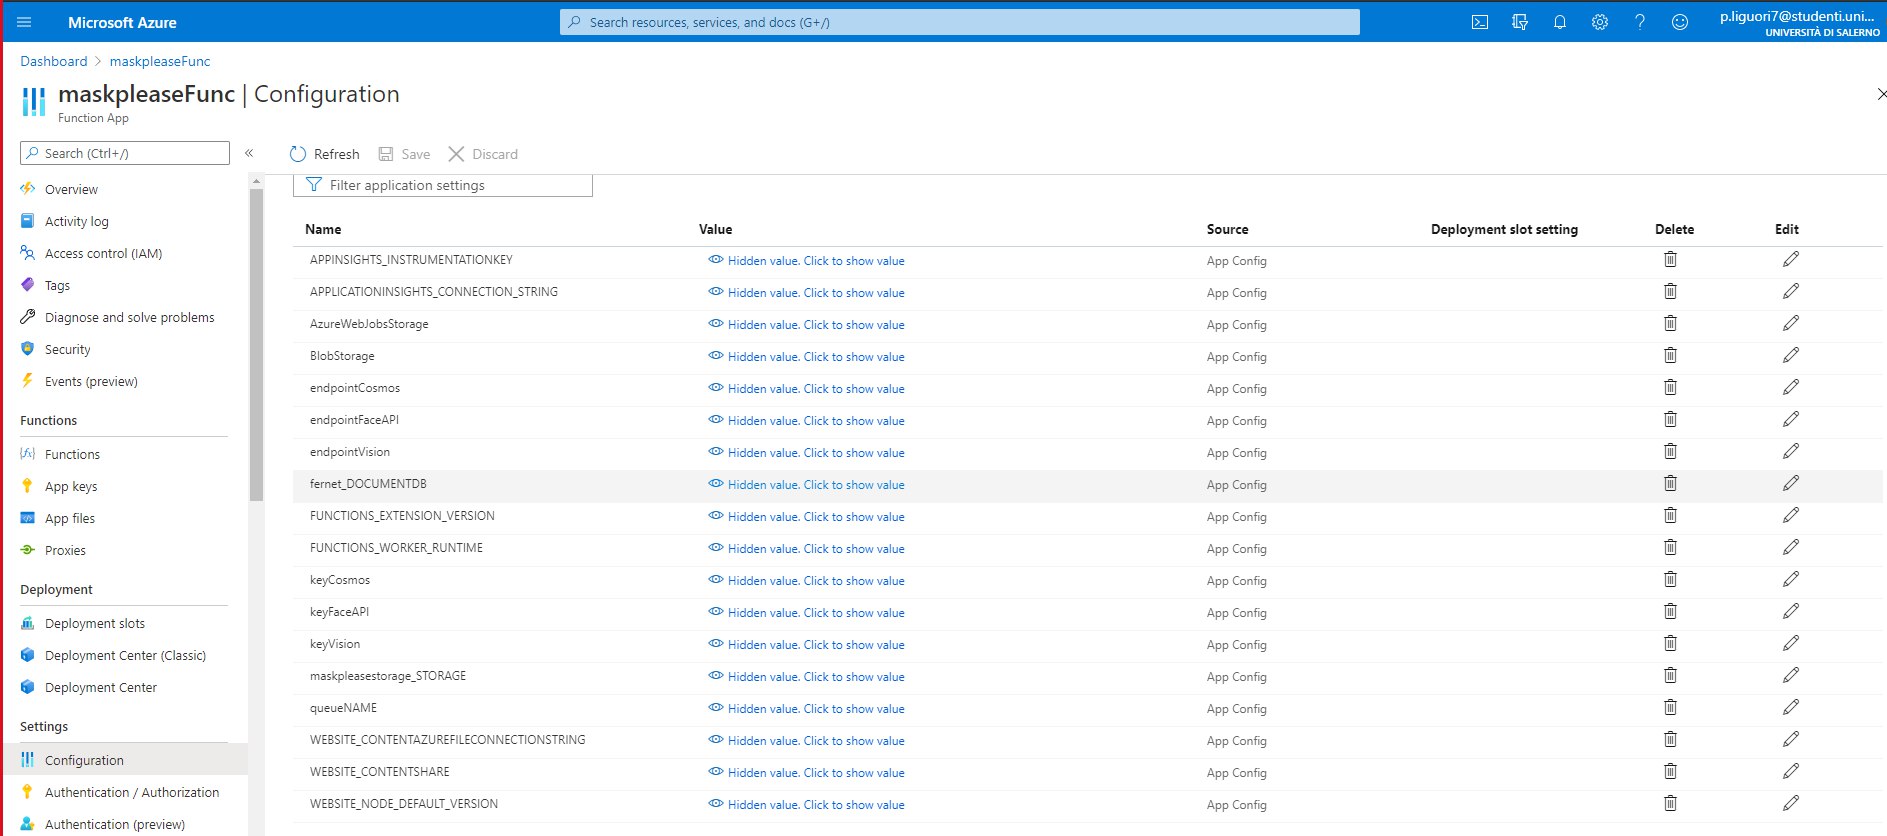 Microsoft Azure
Search resources, services, and docs (G+/)
p.liguori7@studenti.uni...
UNIVERSITÀ DI SALERNO
Dashboard > maskpleaseFunc
maskpleaseFunc | Configuration
Function App
Search (Ctrl+/)
«
Overview
Activity log
Access control (IAM)
Tags
Diagnose and solve problems
Security
Events (preview)
Functions
Functions
App keys
App files
Proxies
Deployment
Deployment slots
Deployment Center (Classic)
Deployment Center
Settings
Configuration
Authentication / Authorization
Authentication (preview)
Refresh Save Discard
Filter application settings
Name Value Source Deployment slot setting Delete Edit
APPINSIGHTS_INSTRUMENTATIONKEY Hidden value. Click to show value App Config
APPLICATIONINSIGHTS_CONNECTION_STRING Hidden value. Click to show value App Config
AzureWebJobsStorage Hidden value. Click to show value App Config
BlobStorage Hidden value. Click to show value App Config
endpointCosmos Hidden value. Click to show value App Config
endpointFaceAPI Hidden value. Click to show value App Config
endpointVision Hidden value. Click to show value App Config
fernet_DOCUMENTDB Hidden value. Click to show value App Config
FUNCTIONS_EXTENSION_VERSION Hidden value. Click to show value App Config
FUNCTIONS_WORKER_RUNTIME Hidden value. Click to show value App Config
keyCosmos Hidden value. Click to show value App Config
keyFaceAPI Hidden value. Click to show value App Config
keyVision Hidden value. Click to show value App Config
maskpleasestorage_STORAGE Hidden value. Click to show value App Config
queueNAME Hidden value. Click to show value App Config
WEBSITE_CONTENTAZUREFILECONNECTIONSTRING Hidden value. Click to show value App Config
WEBSITE_CONTENTSHARE Hidden value. Click to show value App Config
WEBSITE_NODE_DEFAULT_VERSION Hidden value. Click to show value App Config